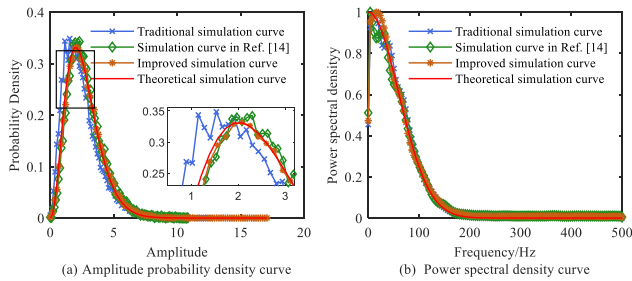 0.4
0.3
0.2
0.1
0
Probability Density
Traditional simulation curve
Simulation curve in Ref. [14]
Improved simulation curve
Theoretical simulation curve
0.35
0.3
0.25
1 2 3
0 5 10 15 20
Amplitude
(a) Amplitude probability density curve
1
0.8
0.6
0.4
0.2
0
Power spectral densityy
Traditional simulation curve
Simulation curve in Ref. [14]
Improved simulation curve
Theoretical simulation curve
0 100 200 300 400 500
Frequency/Hz
(b) Power spectral density curve